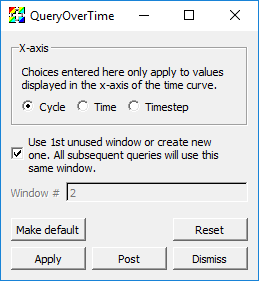 QueryOverTime
X-axis
Choices entered here only apply to values
displayed in the x-axis of the time curve.
Cycle Time Timestep
Use 1st unused window or create new
one. All subsequent queries will use this
same window.
Window # 2
Make default Reset
Apply Post Dismiss